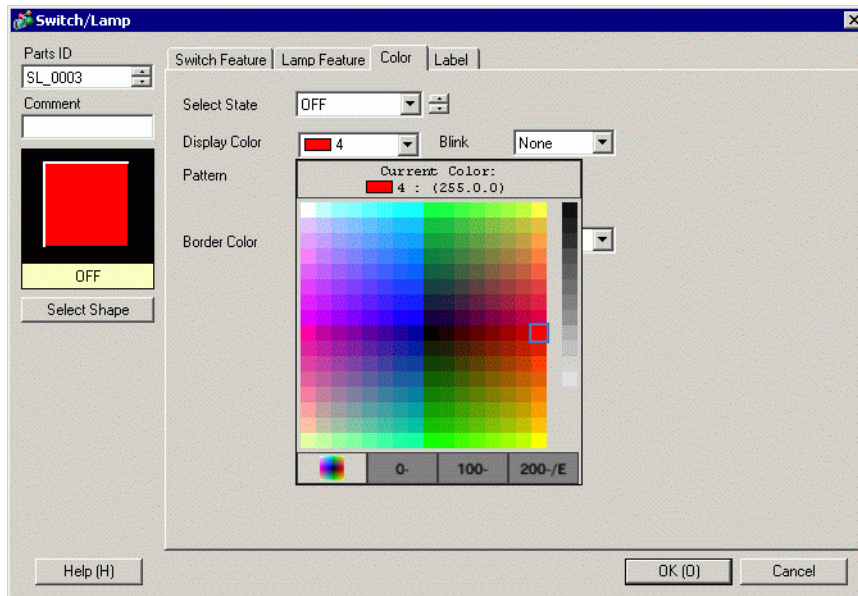 Switch/Lamp
Parts ID
SL_0003
Comment
OFF
Select Shape
Switch Feature
Lamp Feature
Color
Label
Select State
OFF
Display Color
4
Blink
None
Pattern
Current Color:
4 : (255.0.0)
Border Color
0-
100-
200-/E
Help (H)
OK (O)
Cancel